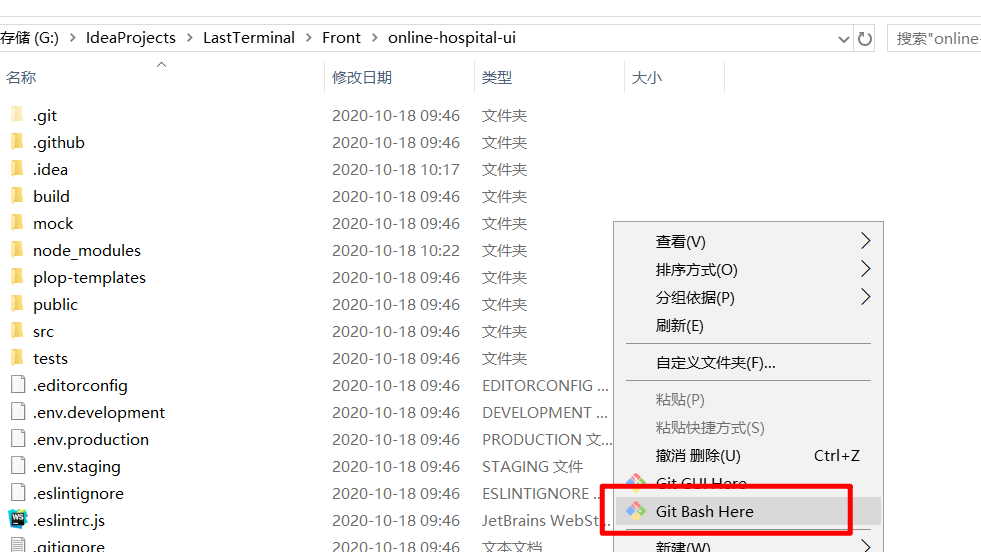 存储 (G:) > IdeaProjects > LastTerminal > Front > online-hospital-ui
搜索"online-
名称 修改日期 类型 大小
.git 2020-10-18 09:46 文件夹
.github 2020-10-18 09:46 文件夹
.idea 2020-10-18 10:17 文件夹
build 2020-10-18 09:46 文件夹
mock 2020-10-18 09:46 文件夹
node_modules 2020-10-18 10:22 文件夹
plop-templates 2020-10-18 09:46 文件夹
public 2020-10-18 09:46 文件夹
src 2020-10-18 09:46 文件夹
tests 2020-10-18 09:46 文件夹
.editorconfig 2020-10-18 09:46 EDITORCONFIG ...
.env.development 2020-10-18 09:46 DEVELOPMENT ...
.env.production 2020-10-18 09:46 PRODUCTION 文...
.env.staging 2020-10-18 09:46 STAGING 文件
.eslintignore 2020-10-18 09:46 ESLINTIGNORE ...
.eslintrc.js 2020-10-18 09:46 JetBrains WebSt...
.gitignore 2020-10-18 09:46 文本文档
查看(V)
排序方式(O)
分组依据(P)
刷新(E)
自定义文件夹(F)...
粘贴(P)
粘贴快捷方式(S)
撤消 删除(U) Ctrl+Z
Git GUI Here
Git Bash Here
新建(W)